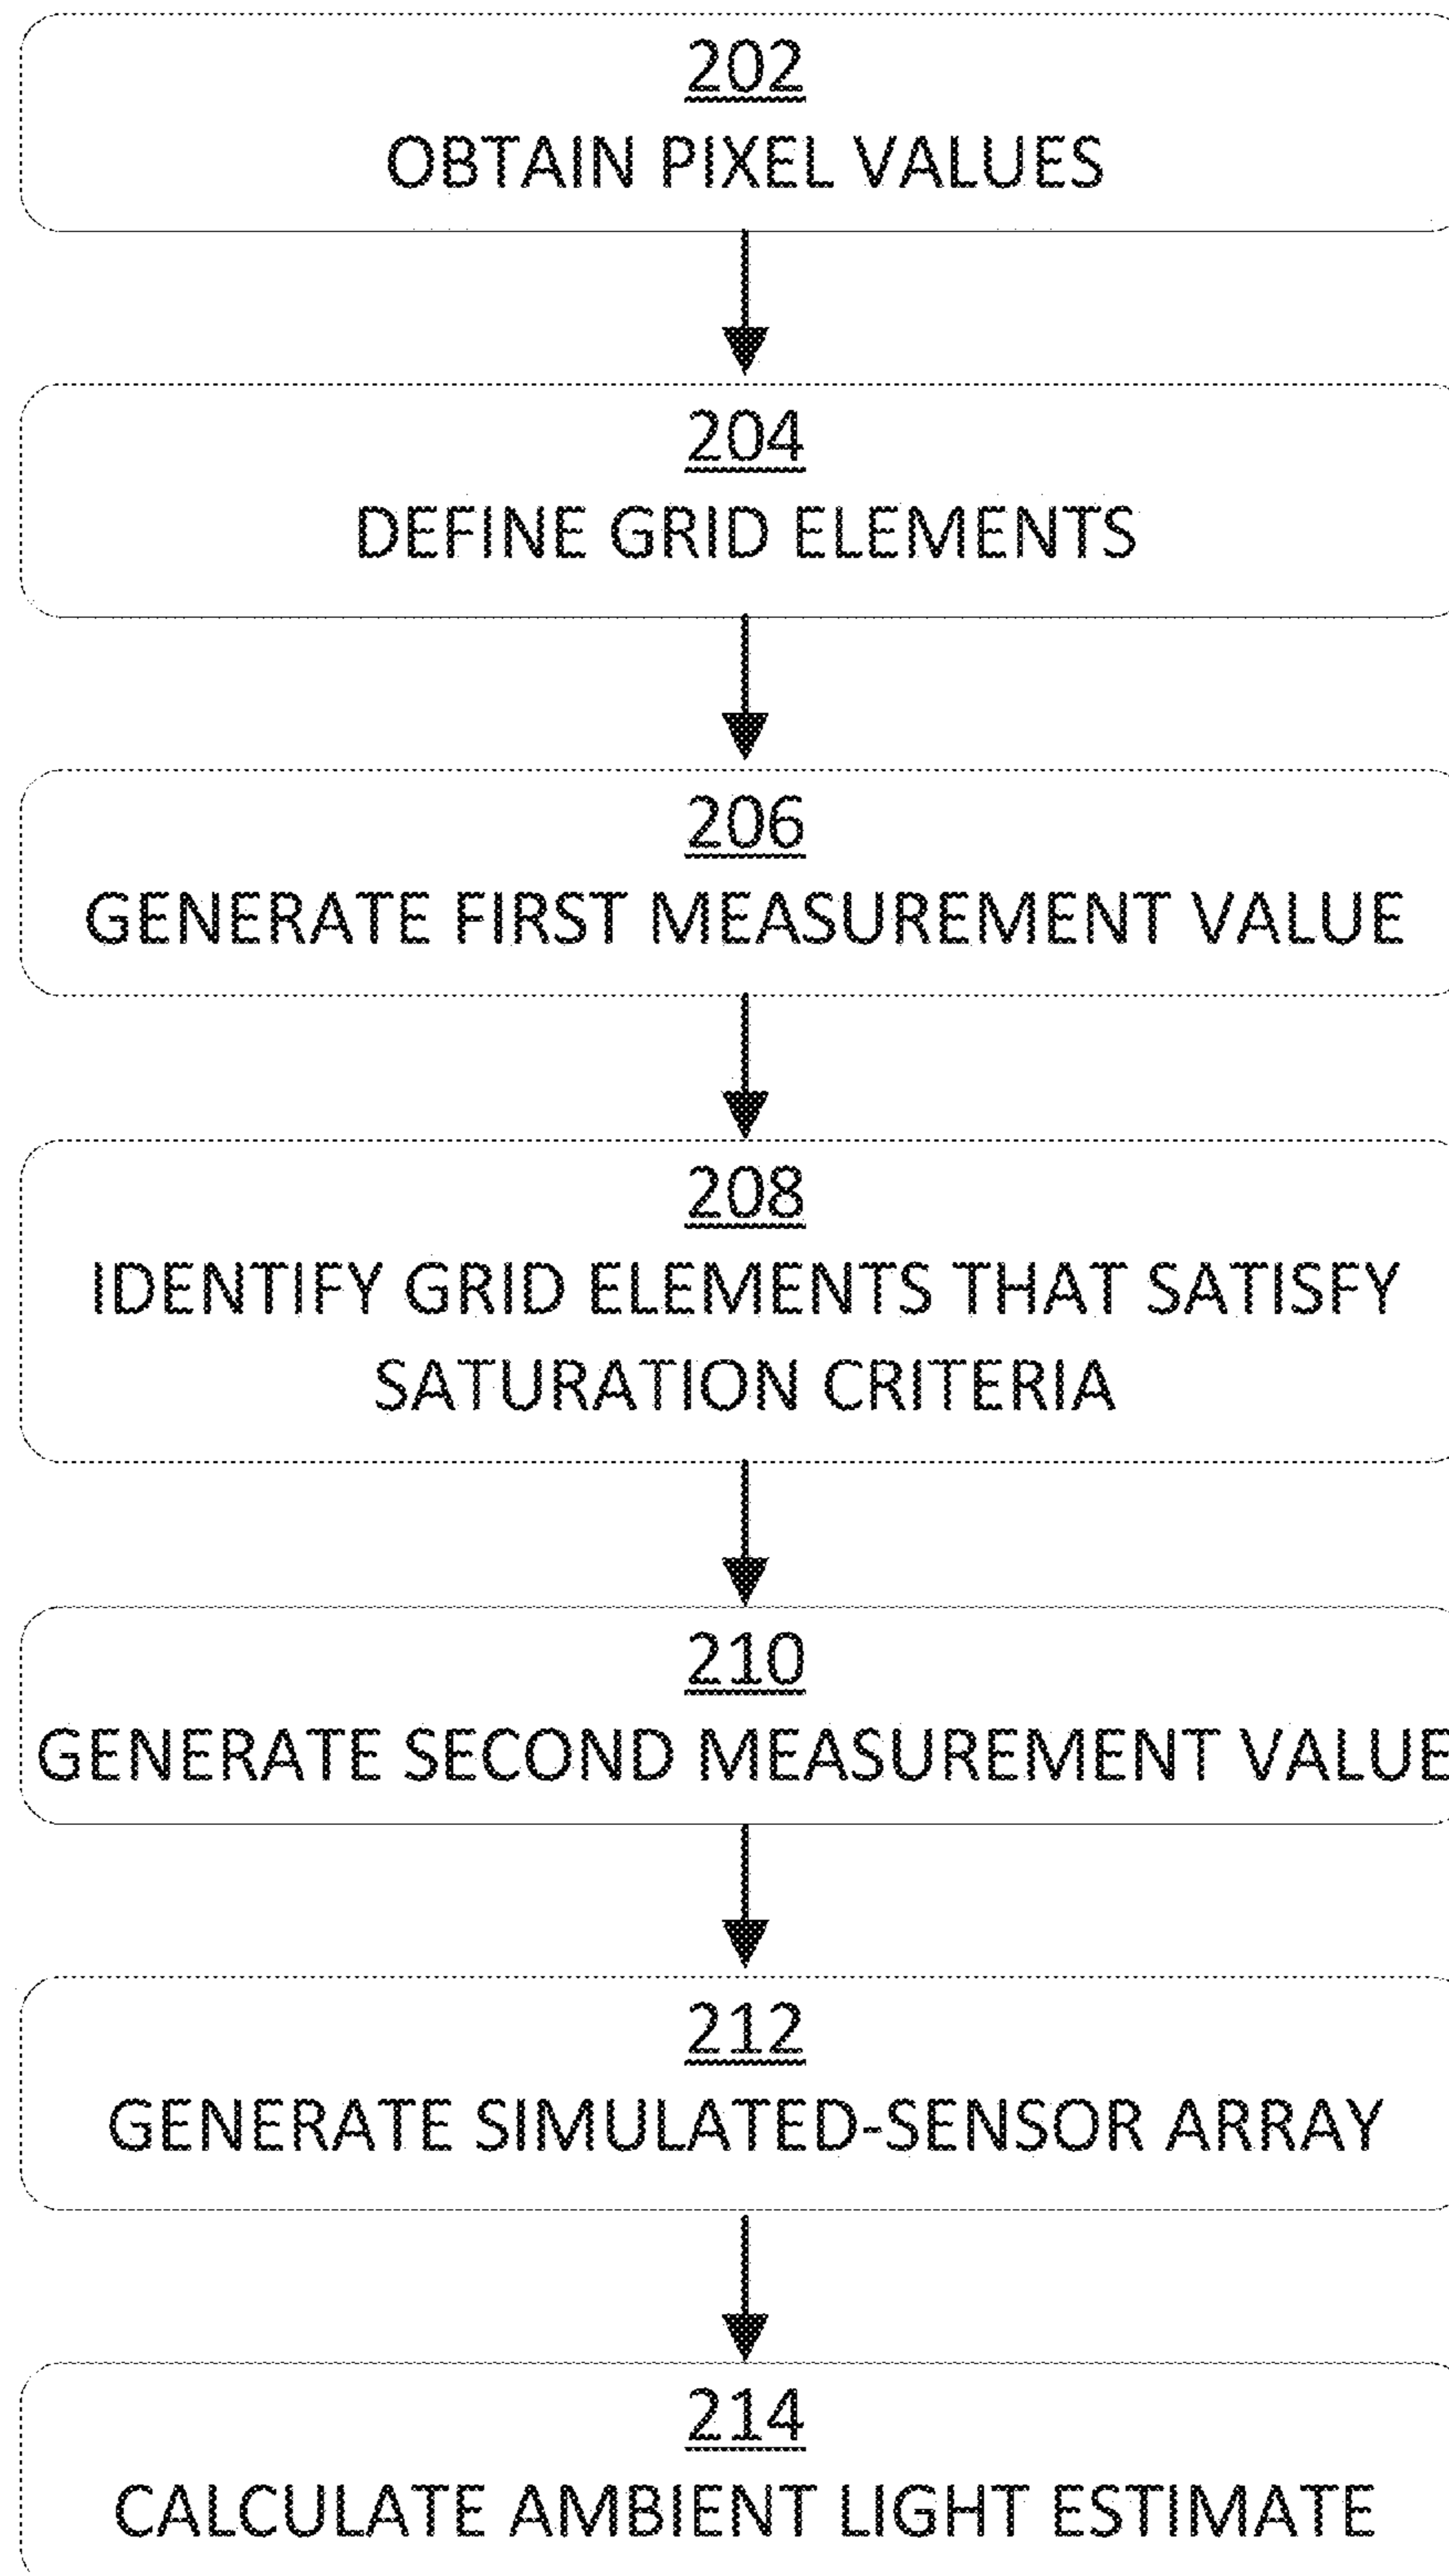 202
OBTAIN PIXEL VALUES
204
DEFINE GRID ELEMENTS
206
GENERATE FIRST MEASUREMENT VALUE
208
IDENTIFY GRID ELEMENTS THAT SATISFY
SATURATION CRITERIA
210
GENERATE SECOND MEASUREMENT VALUE
212
GENERATE SIMULATED-SENSOR ARRAY
214
CALCULATE AMBIENT LIGHT ESTIMATE